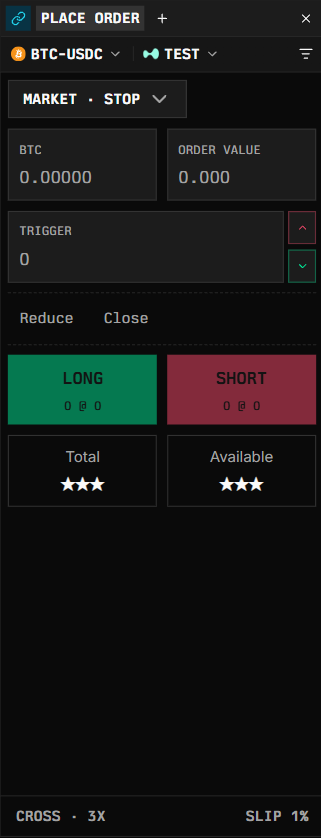 PLACE ORDER +
BTC-USDC TEST
MARKET · STOP
BTC ORDER VALUE
0.00000 0.000
TRIGGER
0
Reduce Close
LONG SHORT
0 @ 0 0 @ 0
Total Available
★★★ ★★★
CROSS · 3X SLIP 1%